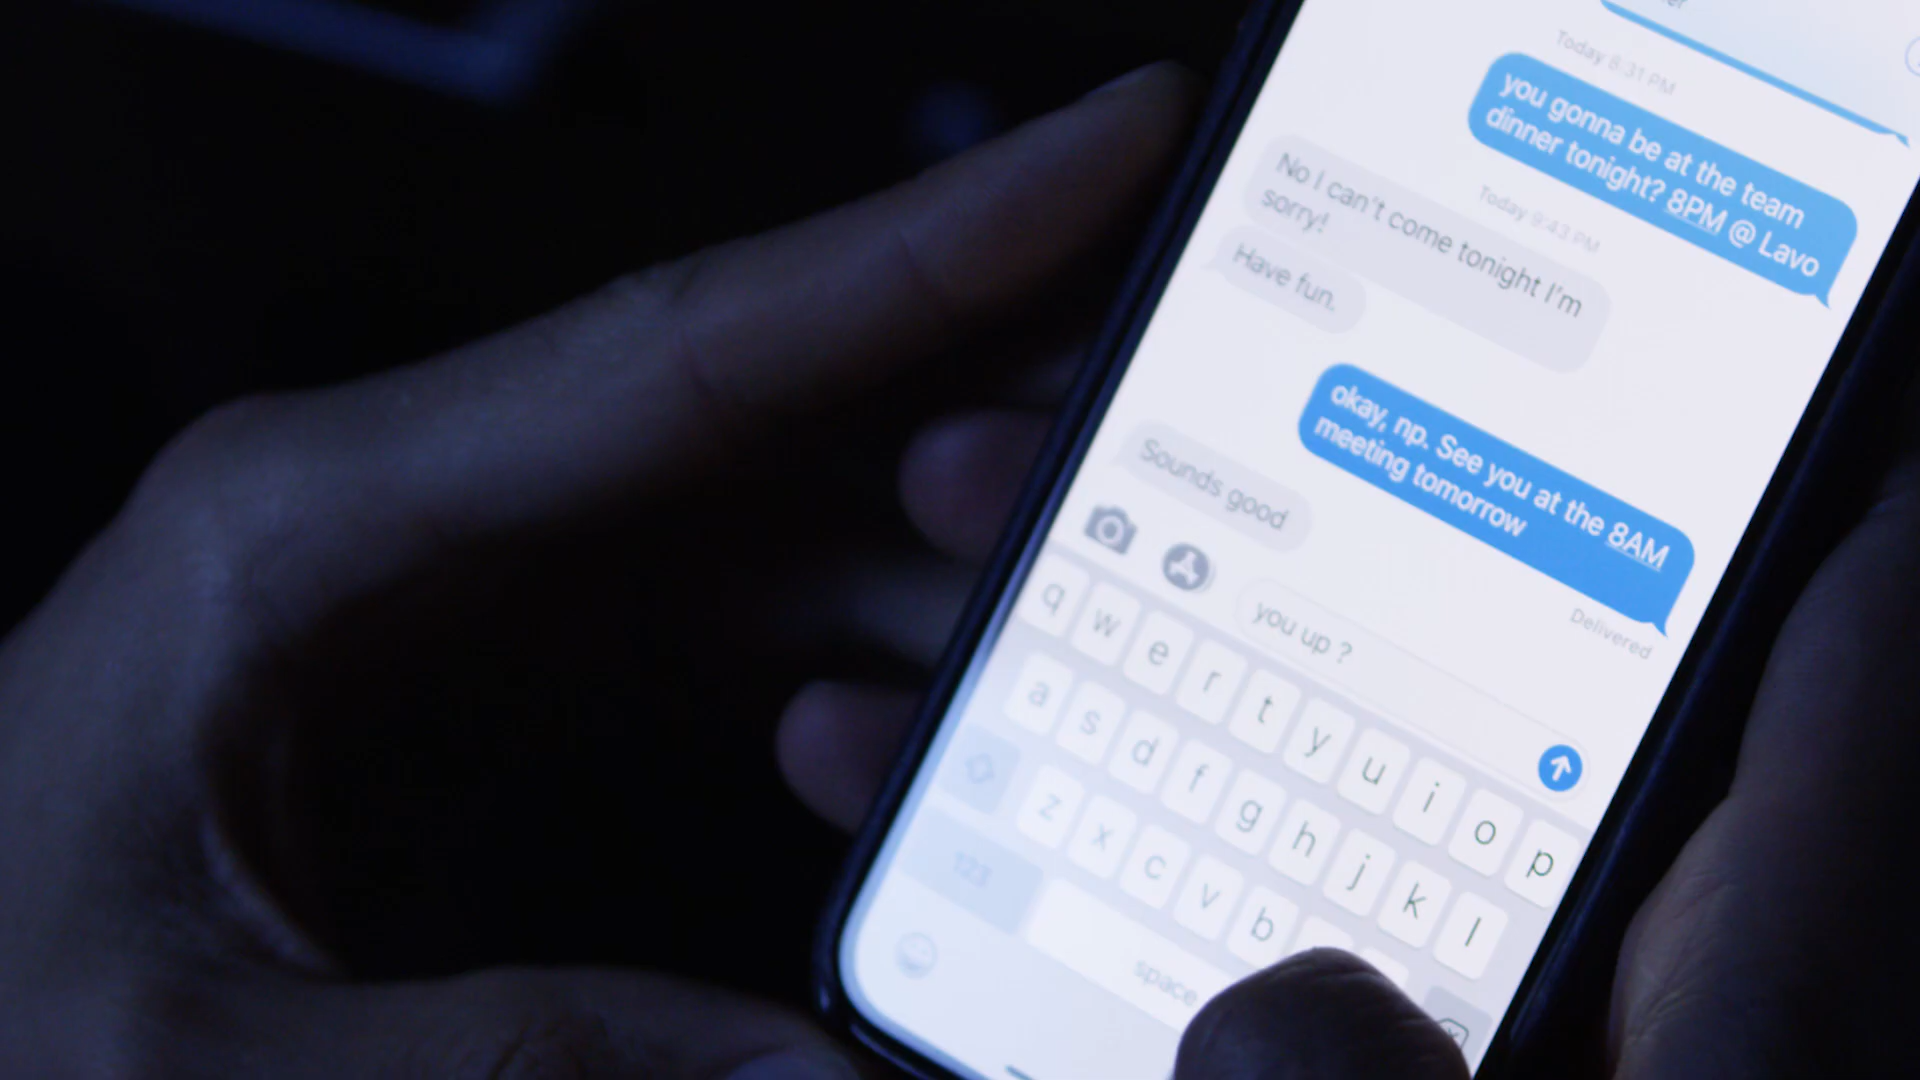 Today 8:31 PM
you gonna be at the team
dinner tonight? 8PM @ Lavo
Today 9:43 PM
No I can't come tonight I'm
sorry!
Have fun.
okay, np. See you at the 8AM
meeting tomorrow
Delivered
Sounds good
you up ?
q w e r t y u i o p
a s d f g h j k l
z x c v b
123
space